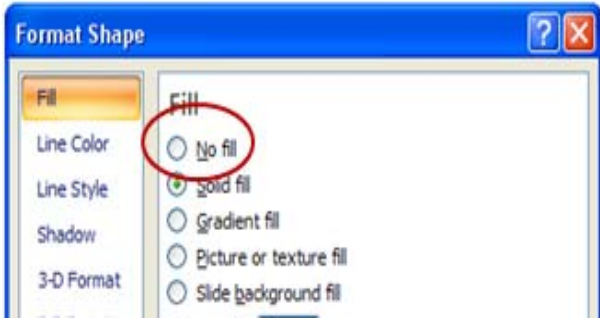 Format Shape
Fill
Line Color
Line Style
Shadow
3-D Format
Fill
No fill
Solid fill
Gradient fill
Picture or texture fill
Slide background fill